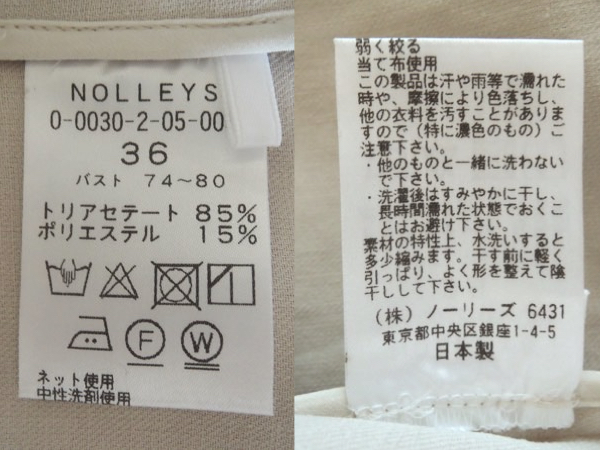 NOLLEYS
0-0030-2-05-00
36
バスト 74～80
トリアセテート 85%
ポリエステル 15%
F
W
ネット使用
中性洗剤使用
弱く絞る
当て布使用
この製品は汗や雨等で濡れた
時や、摩擦により色落ちし、
他の衣料を汚すことがありま
すので（特に濃色のもの）ご
注意下さい。
・他のものと一緒に洗わない
で下さい。
・洗濯後はすみやかに干し、
長時間濡れた状態でおくこ
とはお避け下さい。
素材の特性上、水洗いすると
多少縮みます。干す前に軽く
引っぱり、よく形を整えて陰
干しして下さい。
（株）ノーリーズ 6431
東京都中央区銀座1-4-5
日本製